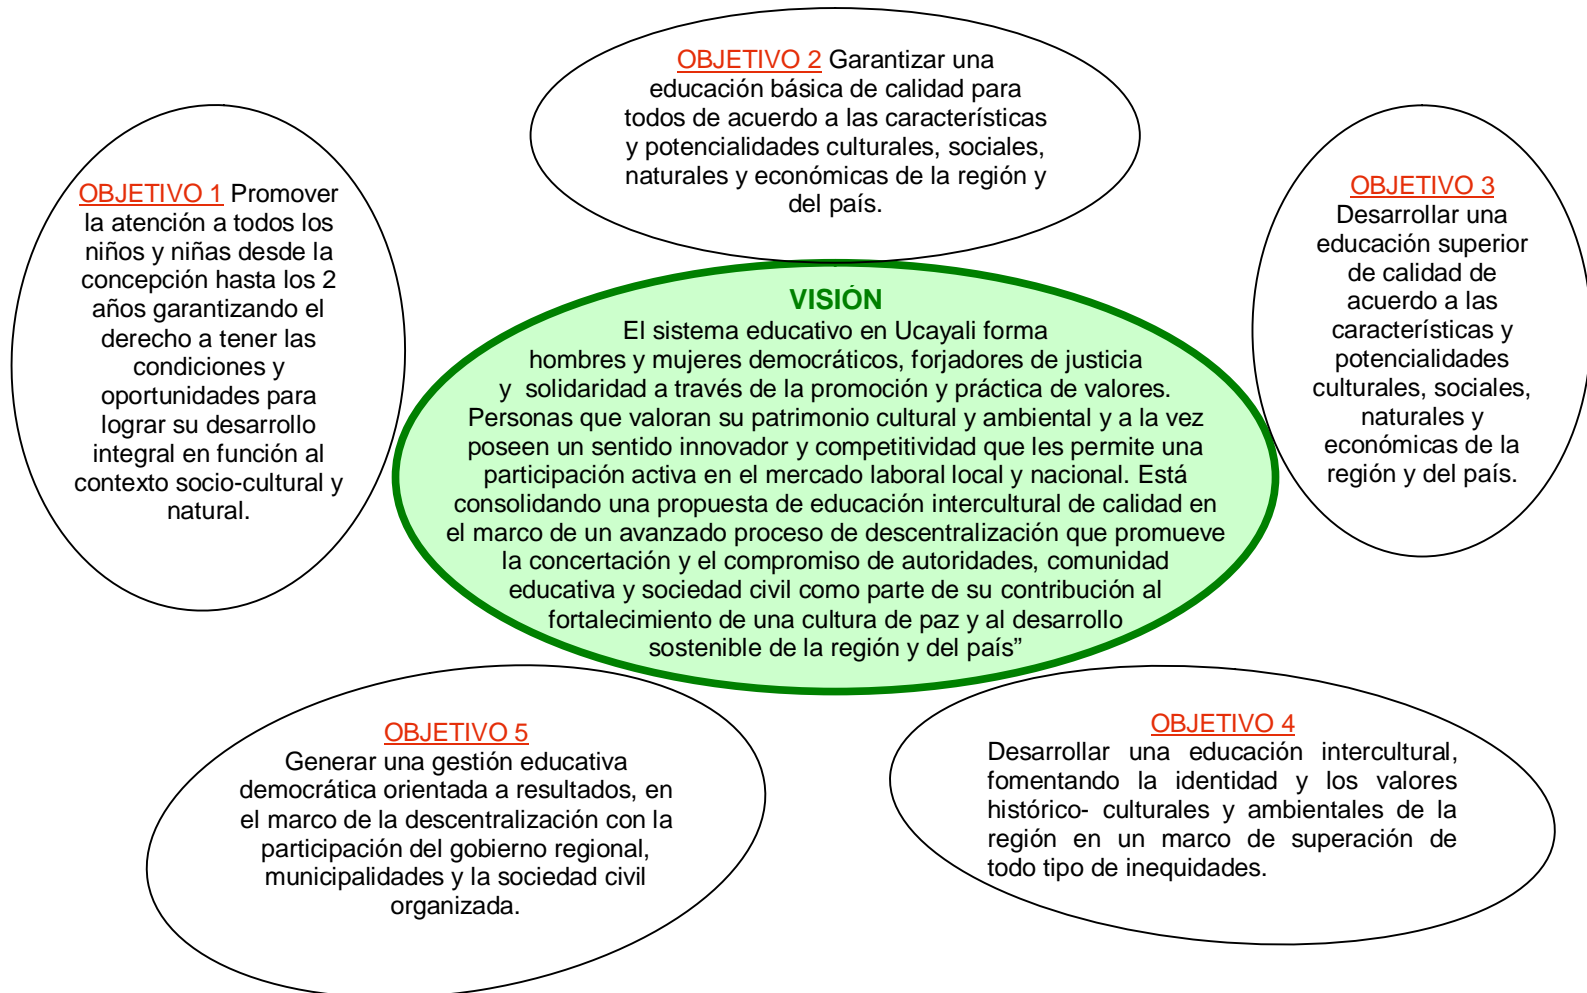 OBJETIVO 1 Promover
la atención a todos los
niños y niñas desde la
concepción hasta los 2
años garantizando el
derecho a tener las
condiciones y
oportunidades para
lograr su desarrollo
integral en función al
contexto socio-cultural y
natural.
OBJETIVO 2 Garantizar una
educación básica de calidad para
todos de acuerdo a las características
y potencialidades culturales, sociales,
naturales y económicas de la región y
del país.
OBJETIVO 3
Desarrollar una
educación superior
de calidad de
acuerdo a las
características y
potencialidades
culturales, sociales,
naturales y
económicas de la
región y del país.
VISIÓN
El sistema educativo en Ucayali forma
hombres y mujeres democráticos, forjadores de justicia
y solidaridad a través de la promoción y práctica de valores.
Personas que valoran su patrimonio cultural y ambiental y a la vez
poseen un sentido innovador y competitividad que les permite una
participación activa en el mercado laboral local y nacional. Está
consolidando una propuesta de educación intercultural de calidad en
el marco de un avanzado proceso de descentralización que promueve
la concertación y el compromiso de autoridades, comunidad
educativa y sociedad civil como parte de su contribución al
fortalecimiento de una cultura de paz y al desarrollo
sostenible de la región y del país”
OBJETIVO 5
Generar una gestión educativa
democrática orientada a resultados, en
el marco de la descentralización con la
participación del gobierno regional,
municipalidades y la sociedad civil
organizada.
OBJETIVO 4
Desarrollar una educación intercultural,
fomentando la identidad y los valores
histórico- culturales y ambientales de la
región en un marco de superación de
todo tipo de inequidades.